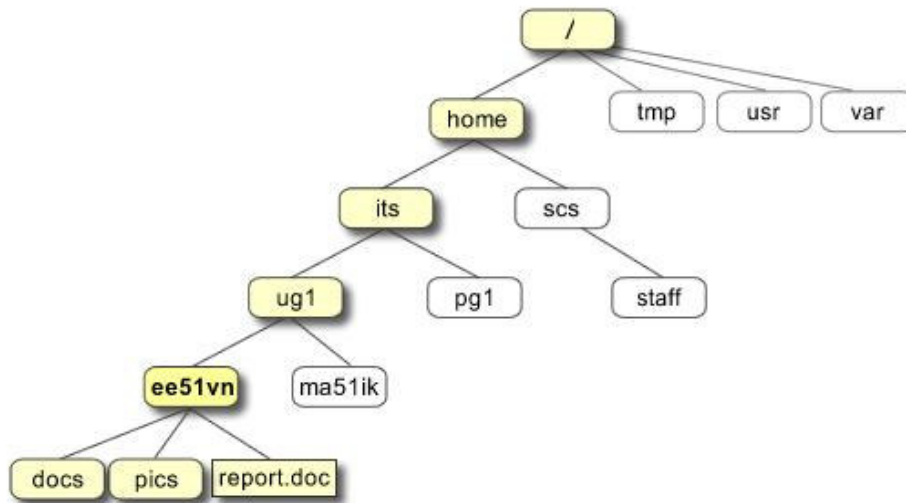 /
home
tmp
usr
var
its
scs
ug1
pg1
staff
ee51vn
ma51ik
docs
pics
report.doc